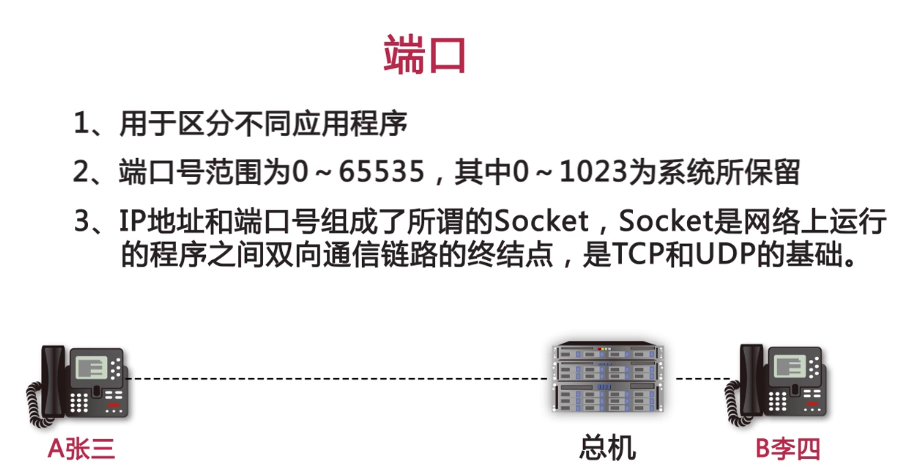 端口
1、用于区分不同应用程序
2、端口号范围为0~65535，其中0~1023为系统所保留
3、IP地址和端口号组成了所谓的Socket，Socket是网络上运行
的程序之间双向通信链路的终结点，是TCP和UDP的基础。
A张三
总机
B李四